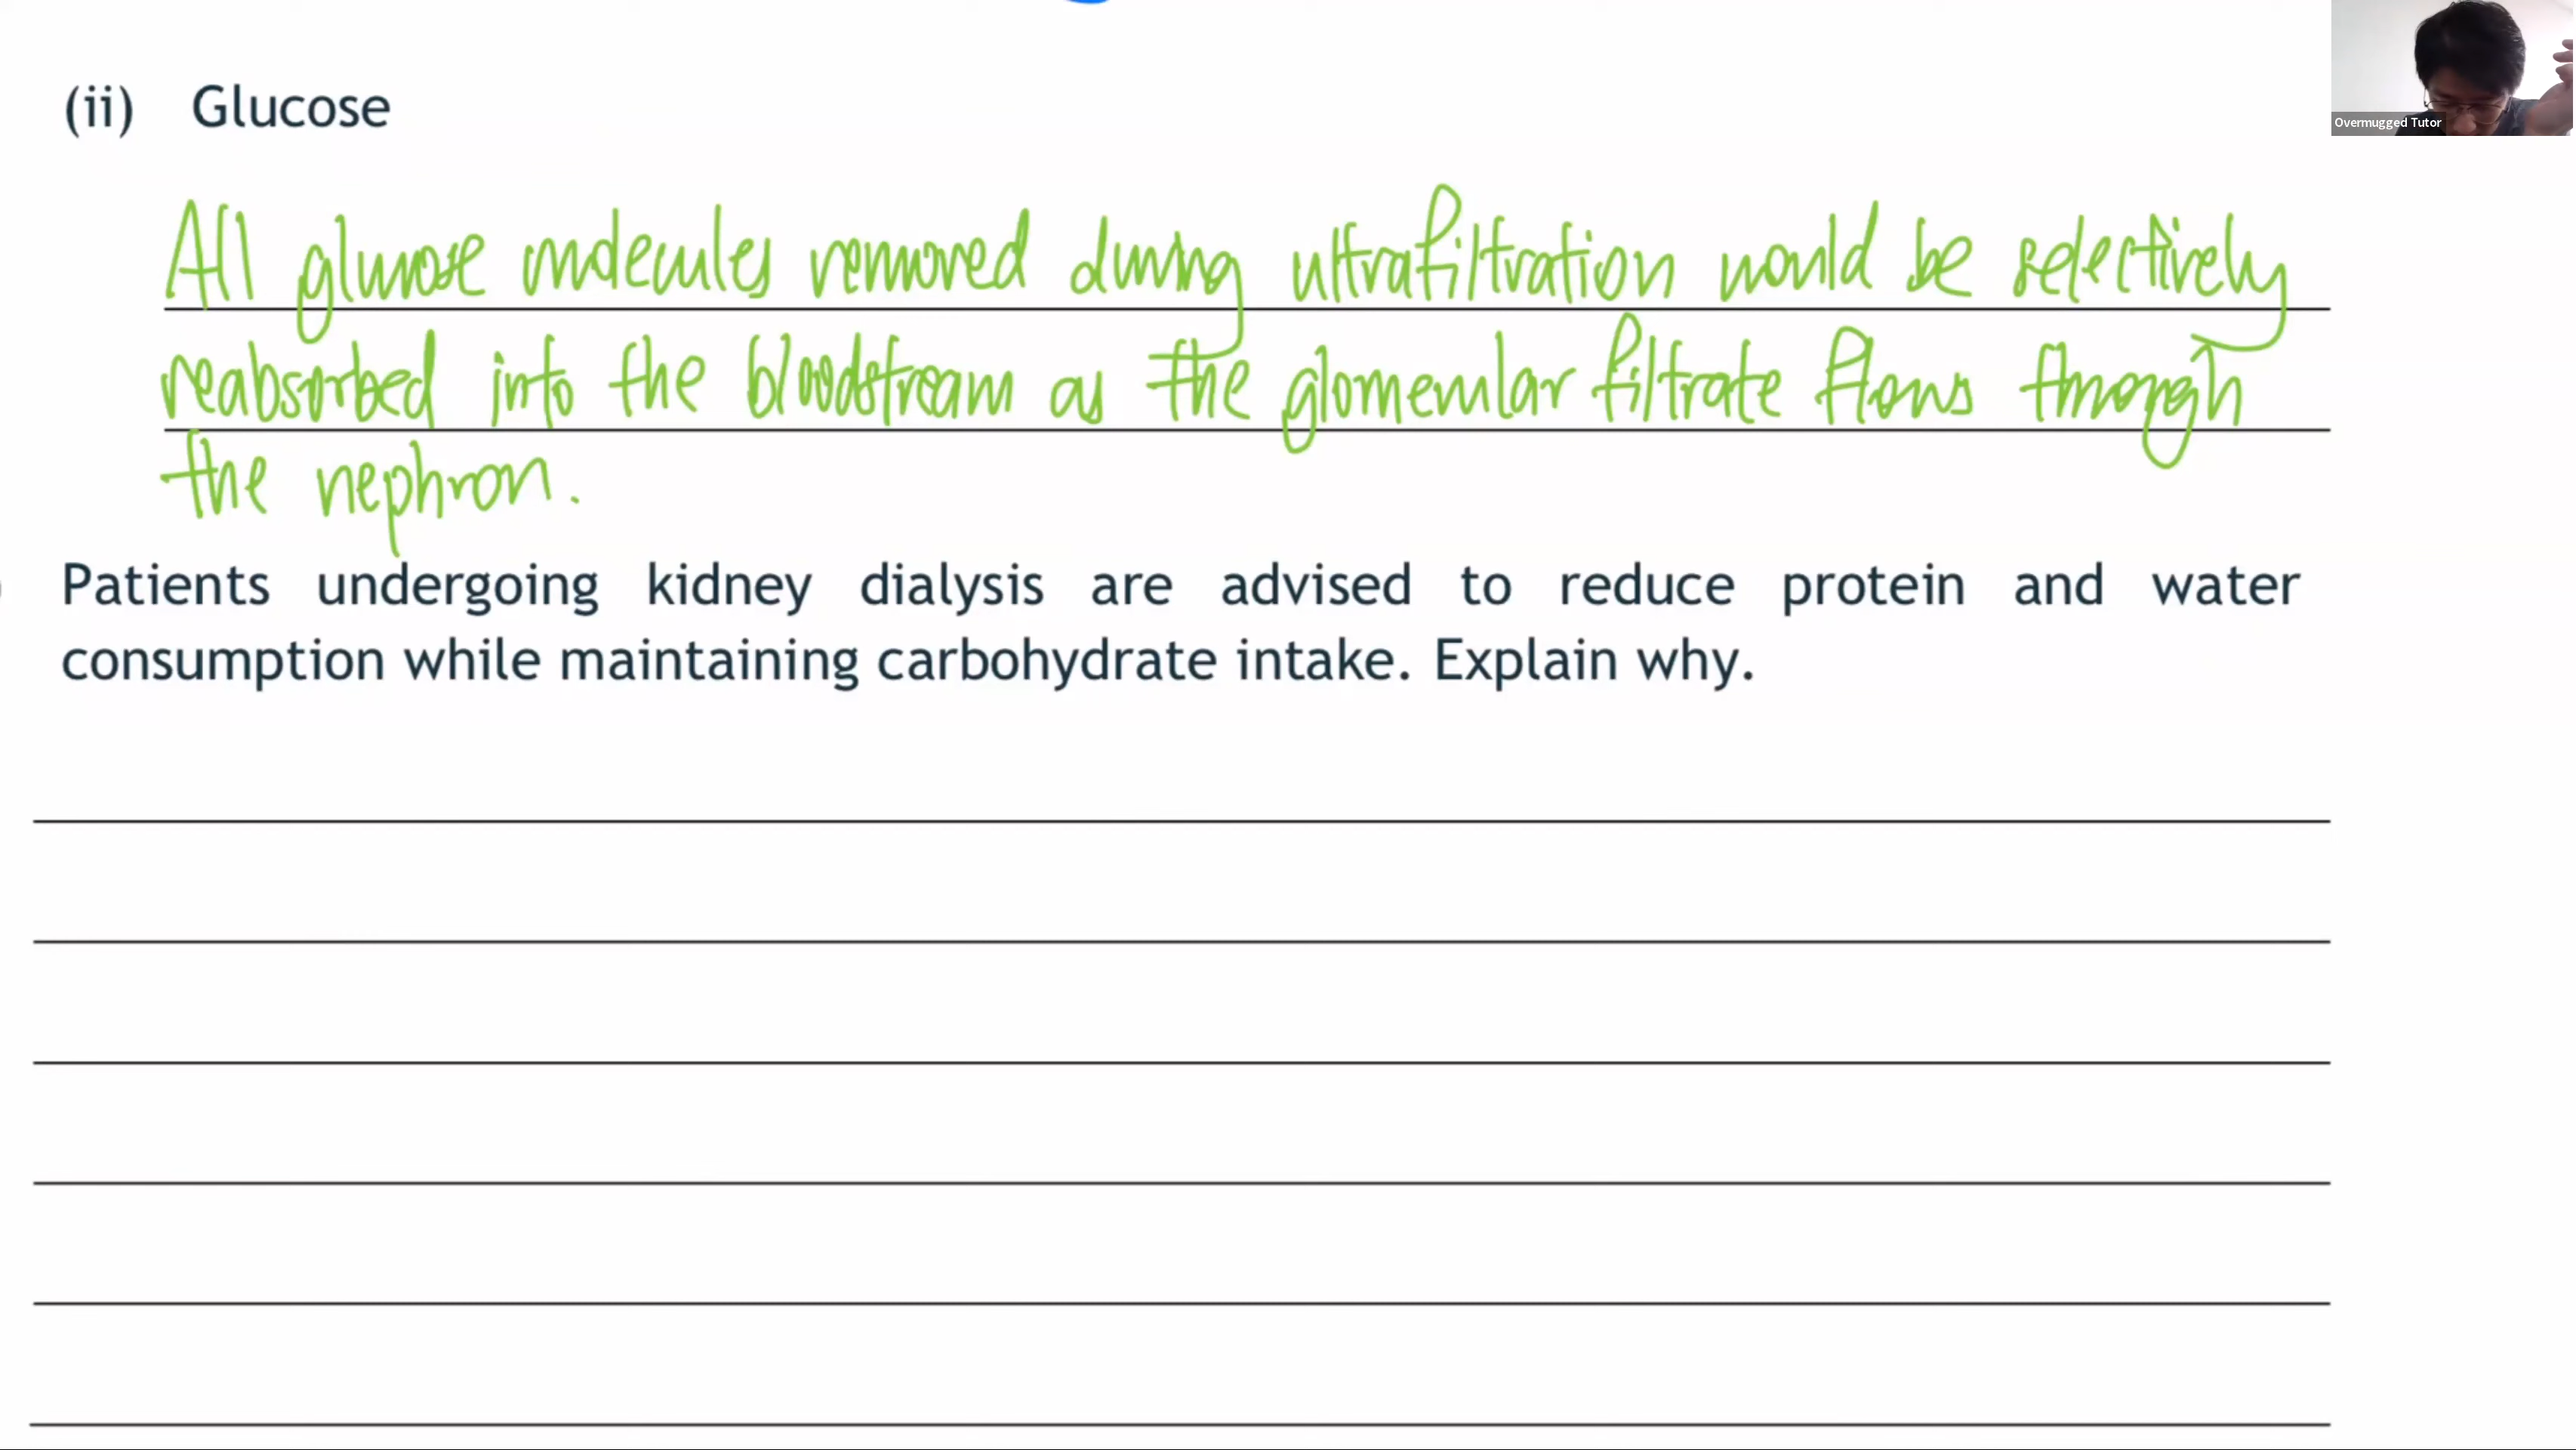 (ii) Glucose
Overmugged Tutor
All glucose molecules removed during ultrafiltration would be selectively
reabsorbed into the bloodstream as the glomerular filtrate flows through
the nephron.
Patients undergoing kidney dialysis are advised to reduce protein and water
consumption while maintaining carbohydrate intake. Explain why.